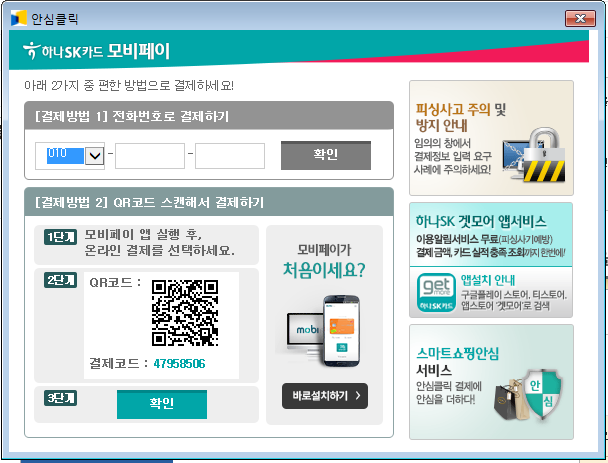 안심클릭
하나SK카드 모비페이
아래 2가지 중 편한 방법으로 결제하세요!
[결제방법 1] 전화번호로 결제하기
010 - -
확인
[결제방법 2] QR코드 스캔해서 결제하기
1단계
모비페이 앱 실행 후,
온라인 결제를 선택하세요.
2단계
QR코드 :
결제코드 : 47958506
3단계
확인
모비페이가
처음이세요?
mobi
바로설치하기 >
피싱사고 주의 및
방지 안내
임의의 창에서
결제정보 입력 요구
사례에 주의하세요!
하나SK 겟모어 앱서비스
이용알림서비스 무료(피싱사기예방)
결제 금액, 카드 실적 충족 조회까지 한번에!
get
more
하나SK카드
앱설치 안내
구글플레이 스토어, 티스토어,
앱스토어 '겟모어'로 검색
스마트쇼핑안심
서비스
안심클릭 결제에
안심을 더하다!
안
심